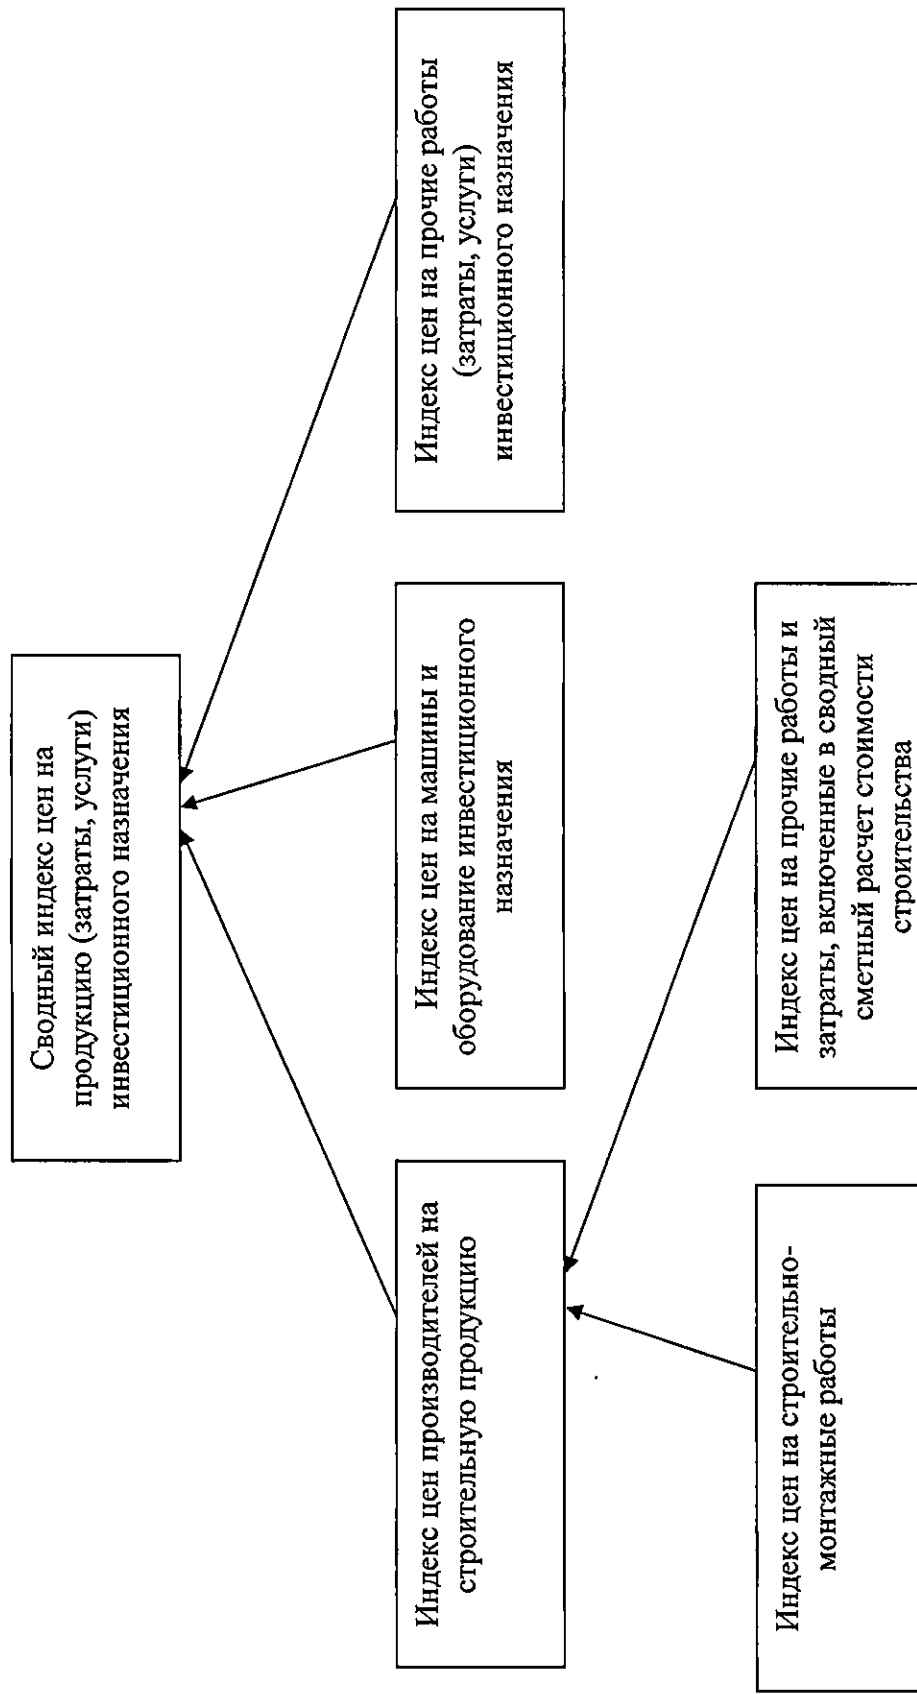 Сводный индекс цен на
продукцию (затраты, услуги)
инвестиционного назначения
Индекс цен производителей на
строительную продукцию
Индекс цен на машины и
оборудование инвестиционного
назначения
Индекс цен на прочие работы
(затраты, услуги)
инвестиционного назначения
Индекс цен на строительно-
монтажные работы
Индекс цен на прочие работы и
затраты, включенные в сводный
сметный расчет стоимости
строительства